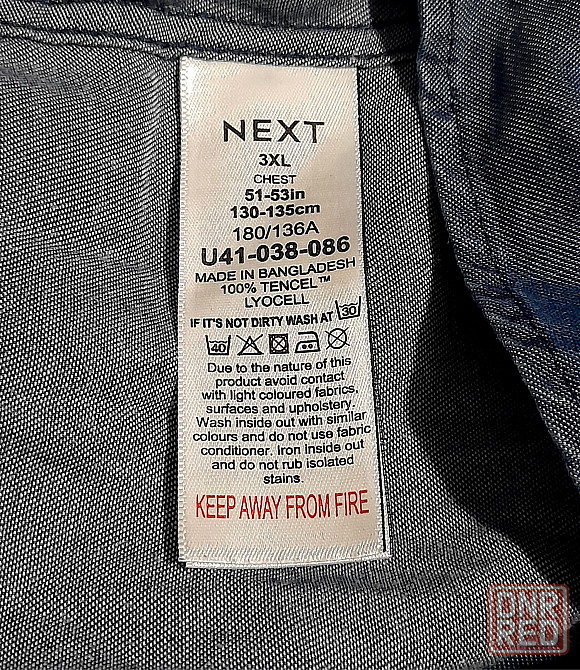 NEXT
3XL
CHEST
51-53in
130-135cm
180/136A
U41-038-086
MADE IN BANGLADESH
100% TENCEL™
LYOCELL
IF IT'S NOT DIRTY WASH AT 30
40
Due to the nature of this
product avoid contact
with light coloured fabrics,
surfaces and upholstery.
Wash inside out with similar
colours and do not use fabric
conditioner. Iron inside out
and do not rub isolated
stains.
KEEP AWAY FROM FIRE
DNR
RED